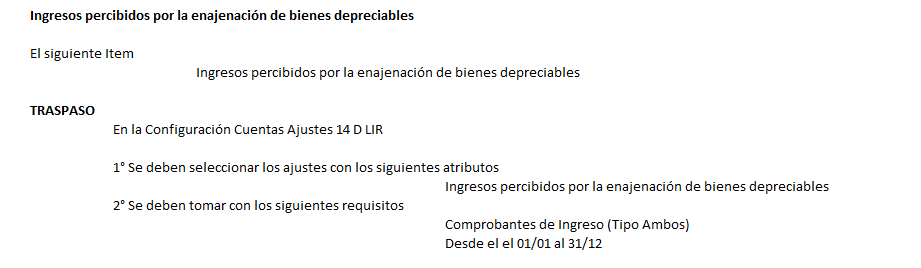 Ingresos percibidos por la enajenación de bienes depreciables
El siguiente Item
Ingresos percibidos por la enajenación de bienes depreciables
TRASPASO
En la Configuración Cuentas Ajustes 14 D LIR
1° Se deben seleccionar los ajustes con los siguientes atributos
Ingresos percibidos por la enajenación de bienes depreciables
2° Se deben tomar con los siguientes requisitos
Comprobantes de Ingreso (Tipo Ambos)
Desde el el 01/01 al 31/12